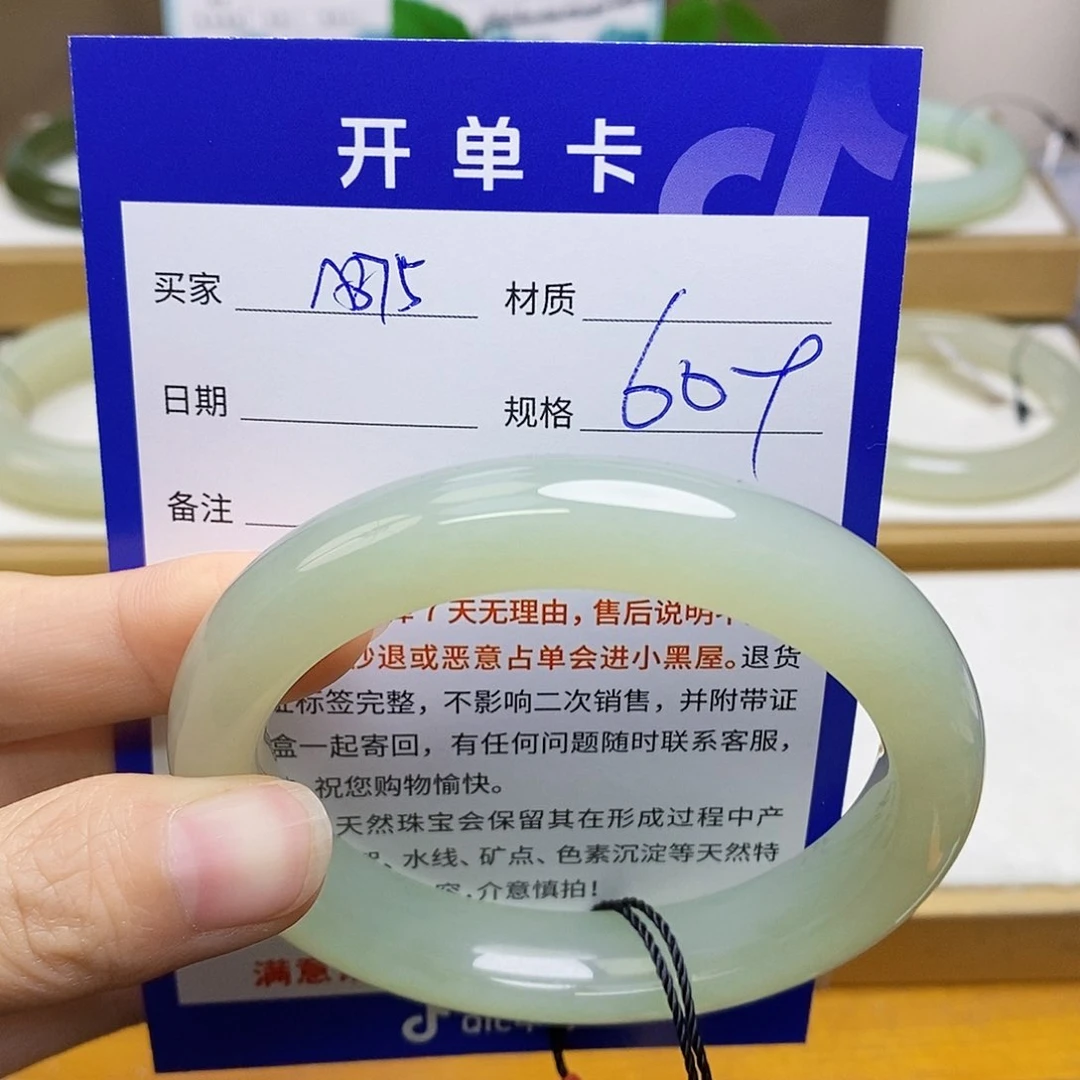 开单卡
买家 材质
日期 规格 60
备注
7天无理由，售后说明
秒退或恶意占单会进小黑屋。退货
证标签完整，不影响二次销售，并附带证
盒一起寄回，有任何问题随时联系客服，
祝您购物愉快。
天然珠宝会保留其在形成过程中产
、水线、矿点、色素沉淀等天然特
，介意慎拍！
满意